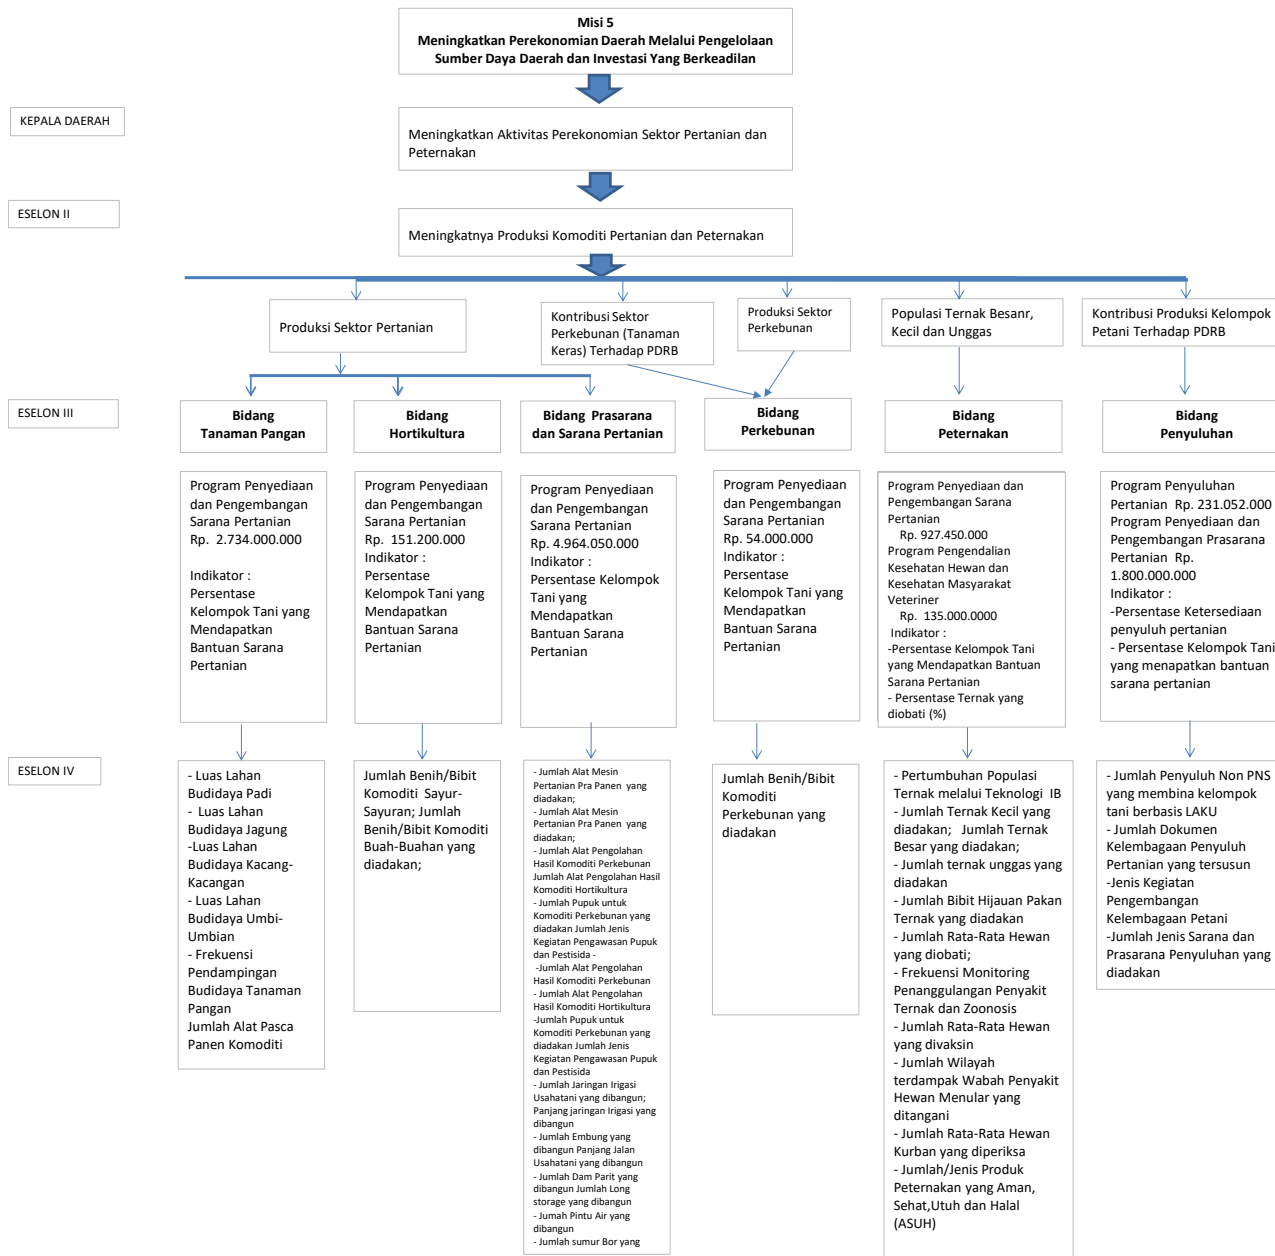 Misi 5
Meningkatkan Perekonomian Daerah Melalui Pengelolaan
Sumber Daya Daerah dan Investasi Yang Berkeadilan
KEPALA DAERAH
Meningkatkan Aktivitas Perekonomian Sektor Pertanian dan
Peternakan
ESELON II
Meningkatnya Produksi Komoditi Pertanian dan Peternakan
Produksi Sektor Pertanian
Kontribusi Sektor
Perkebunan (Tanaman
Keras) Terhadap PDRB
Produksi Sektor
Perkebunan
Populasi Ternak Besanr,
Kecil dan Unggas
Kontribusi Produksi Kelompok
Petani Terhadap PDRB
ESELON III
Bidang
Tanaman Pangan
Bidang
Hortikultura
Bidang Prasarana
dan Sarana Pertanian
Bidang
Perkebunan
Bidang
Peternakan
Bidang
Penyuluhan
Program Penyediaan
dan Pengembangan
Sarana Pertanian
Rp. 2.734.000.000
Indikator :
Persentase
Kelompok Tani yang
Mendapatkan
Bantuan Sarana
Pertanian
Program Penyediaan
dan Pengembangan
Sarana Pertanian
Rp. 151.200.000
Indikator :
Persentase
Kelompok Tani yang
Mendapatkan
Bantuan Sarana
Pertanian
Program Penyediaan
dan Pengembangan
Sarana Pertanian
Rp. 4.964.050.000
Indikator :
Persentase Kelompok
Tani yang
Mendapatkan
Bantuan Sarana
Pertanian
Program Penyediaan
dan Pengembangan
Sarana Pertanian
Rp. 54.000.000
Indikator :
Persentase
Kelompok Tani yang
Mendapatkan
Bantuan Sarana
Pertanian
Program Penyediaan dan
Pengembangan Sarana
Pertanian
Rp. 927.450.000
Program Pengendalian
Kesehatan Hewan dan
Kesehatan Masyarakat
Veteriner
Rp. 135.000.0000
Indikator :
-Persentase Kelompok Tani
yang Mendapatkan Bantuan
Sarana Pertanian
- Persentase Ternak yang
diobati (%)
Program Penyuluhan
Pertanian Rp. 231.052.000
Program Penyediaan dan
Pengembangan Prasarana
Pertanian Rp.
1.800.000.000
Indikator :
-Persentase Ketersediaan
penyuluh pertanian
- Persentase Kelompok Tani
yang menapatkan bantuan
sarana pertanian
ESELON IV
- Luas Lahan
Budidaya Padi
- Luas Lahan
Budidaya Jagung
-Luas Lahan
Budidaya Kacang-
Kacangan
- Luas Lahan
Budidaya Umbi-
Umbian
- Frekuensi
Pendampingan
Budidaya Tanaman
Pangan
Jumlah Alat Pasca
Panen Komoditi
Jumlah Benih/Bibit
Komoditi Sayur-
Sayuran; Jumlah
Benih/Bibit Komoditi
Buah-Buahan yang
diadakan;
- Jumlah Alat Mesin
Pertanian Pra Panen yang
diadakan;
- Jumlah Alat Mesin
Pertanian Pra Panen yang
diadakan;
- Jumlah Alat Pengolahan
Hasil Komoditi Perkebunan
Jumlah Alat Pengolahan Hasil
Komoditi Hortikultura
- Jumlah Pupuk untuk
Komoditi Perkebunan yang
diadakan Jumlah Jenis
Kegiatan Pengawasan Pupuk
dan Pestisida -
-Jumlah Alat Pengolahan
Hasil Komoditi Perkebunan
- Jumlah Alat Pengolahan
Hasil Komoditi Hortikultura
-Jumlah Pupuk untuk
Komoditi Perkebunan yang
diadakan Jumlah Jenis
Kegiatan Pengawasan Pupuk
dan Pestisida
- Jumlah Jaringan Irigasi
Usahatani yang dibangun;
Panjang jaringan Irigasi yang
dibangun
- Jumlah Embung yang
dibangun Panjang Jalan
Usahatani yang dibangun
- Jumlah Dam Parit yang
dibangun Jumlah Long
storage yang dibangun
- Jumah Pintu Air yang
dibangun
- Jumlah sumur Bor yang
Jumlah Benih/Bibit
Komoditi
Perkebunan yang
diadakan
- Pertumbuhan Populasi
Ternak melalui Teknologi IB
- Jumlah Ternak Kecil yang
diadakan; Jumlah Ternak
Besar yang diadakan;
- Jumlah ternak unggas yang
diadakan
- Jumlah Bibit Hijauan Pakan
Ternak yang diadakan
- Jumlah Rata-Rata Hewan
yang diobati;
- Frekuensi Monitoring
Penanggulangan Penyakit
Ternak dan Zoonosis
- Jumlah Rata-Rata Hewan
yang divaksin
- Jumlah Wilayah
terdampak Wabah Penyakit
Hewan Menular yang
ditangani
- Jumlah Rata-Rata Hewan
Kurban yang diperiksa
- Jumlah/Jenis Produk
Peternakan yang Aman,
Sehat,Utuh dan Halal
(ASUH)
- Jumlah Penyuluh Non PNS
yang membina kelompok
tani berbasis LAKU
- Jumlah Dokumen
Kelembagaan Penyuluh
Pertanian yang tersusun
-Jenis Kegiatan
Pengembangan
Kelembagaan Petani
-Jumlah Jenis Sarana dan
Prasarana Penyuluhan yang
diadakan